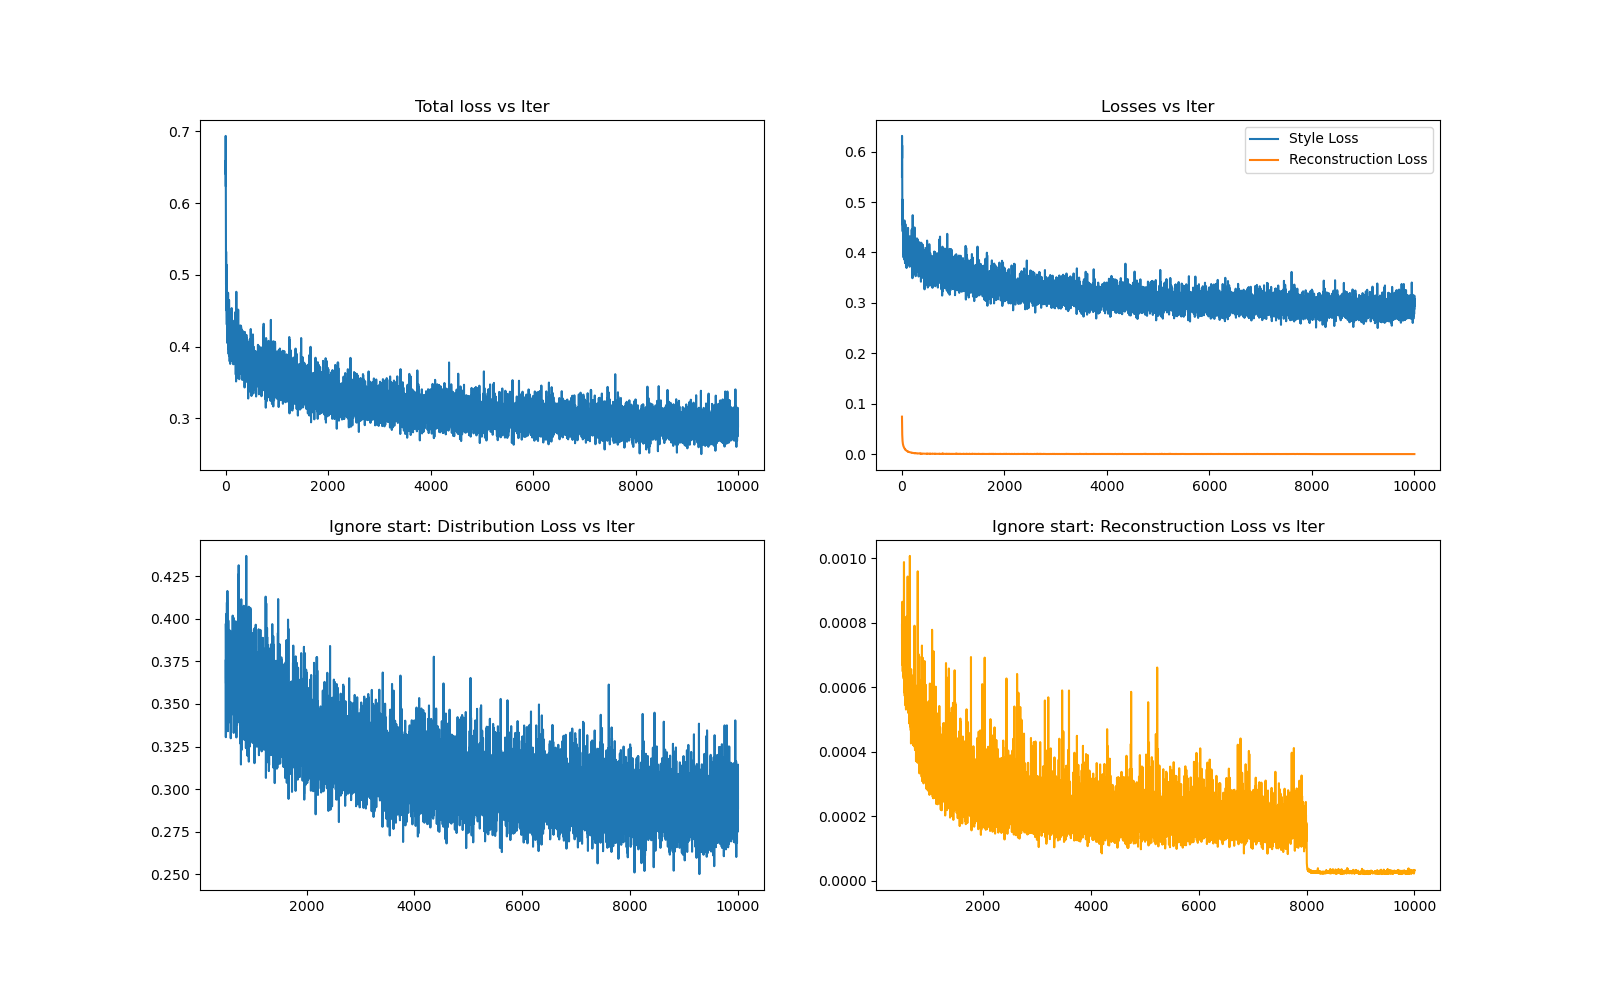 Total loss vs Iter
0.7
0.6
0.5
0.4
0.3
0 2000 4000 6000 8000 10000
Losses vs Iter
Style Loss
Reconstruction Loss
0.6
0.5
0.4
0.3
0.2
0.1
0.0
0 2000 4000 6000 8000 10000
Ignore start: Distribution Loss vs Iter
0.425
0.400
0.375
0.350
0.325
0.300
0.275
0.250
2000 4000 6000 8000 10000
Ignore start: Reconstruction Loss vs Iter
0.0010
0.0008
0.0006
0.0004
0.0002
0.0000
2000 4000 6000 8000 10000